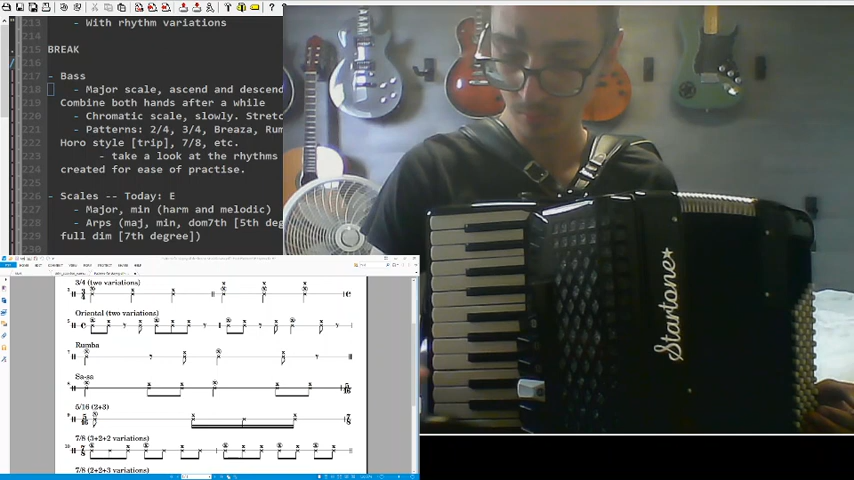 213 - With rhythm variations
214
215 BREAK
216
217 - Bass
218 - Major scale, ascend and descend
Combine both hands after a while
220 - Chromatic scale, slowly. Stretc
221 - Patterns: 2/4, 3/4, Breaza, Rum
222 Horo style [trip], 7/8, etc.
223 - take a look at the rhythms
224 created for ease of practise.
225
226 - Scales -- Today: E
227 - Major, min (harm and melodic)
228 - Arps (maj, min, dom7th [5th deg
229 full dim [7th degree])
230
3/4 (two variations)
Oriental (two variations)
Rumba
Sa-sa
5/16 (2+3)
7/8 (3+2+2 variations)
7/8 (2+2+3 variations)
Startone